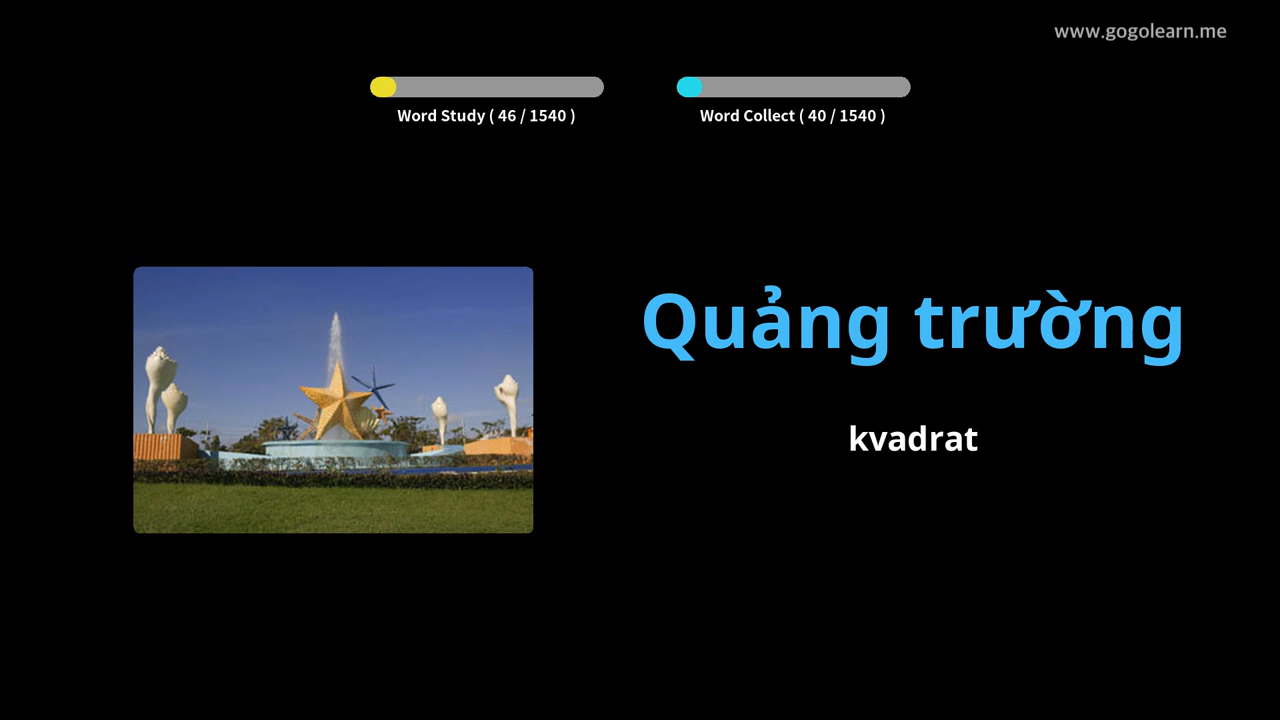 www.gogolearn.me
Word Study ( 46 / 1540 )
Word Collect ( 40 / 1540 )
Quảng trường
kvadrat